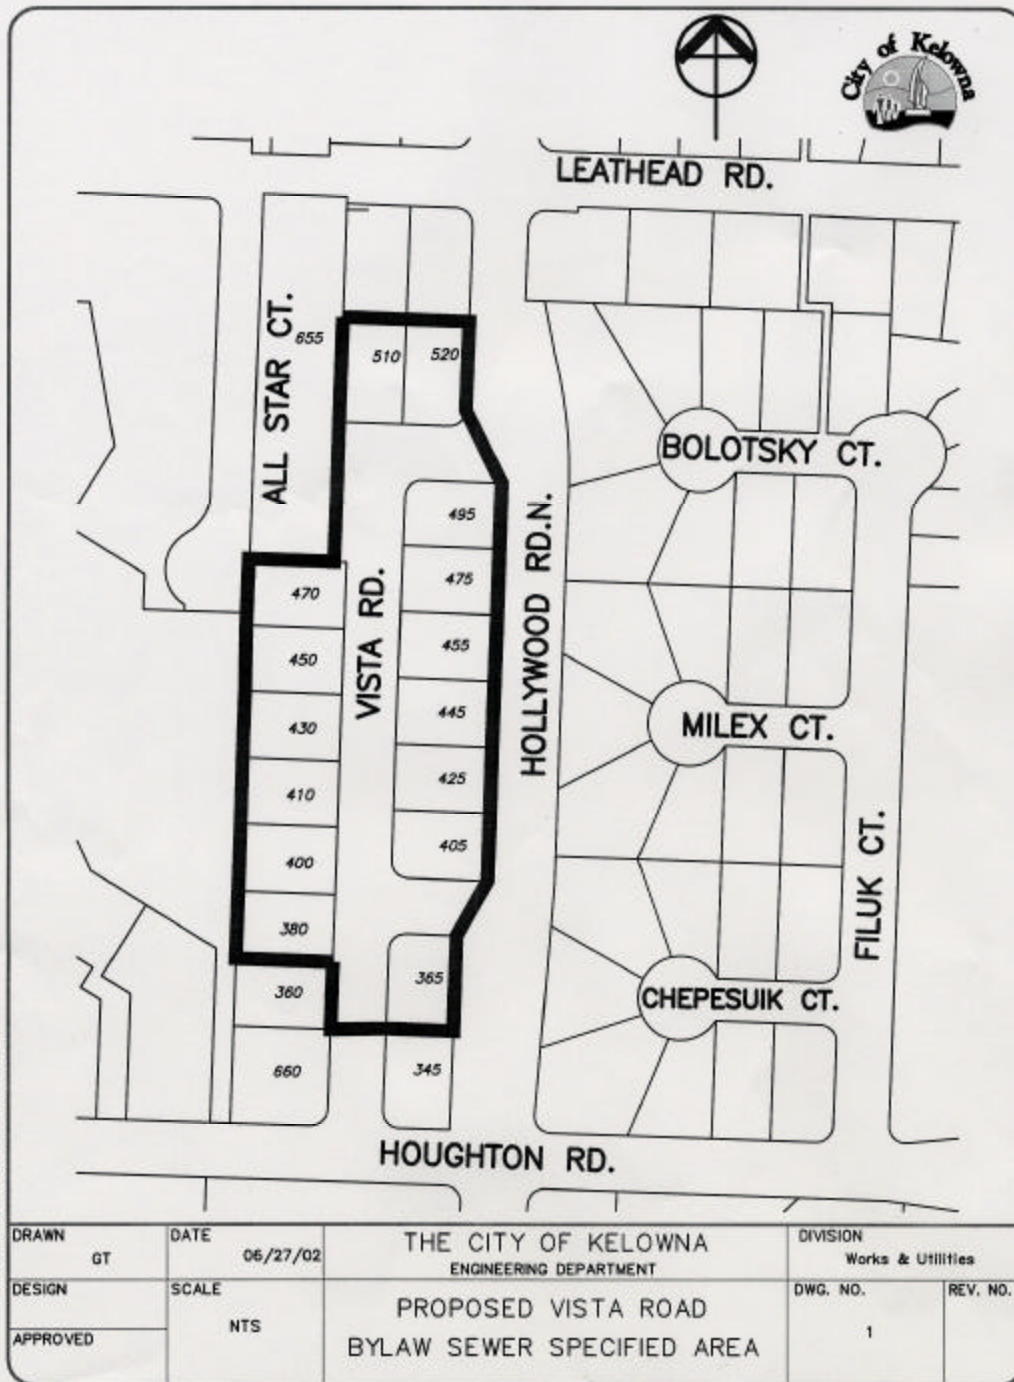 City of Kelowna
LEATHEAD RD.
ALL STAR CT.
655
510
520
BOLOTSKY CT.
495
HOLLYWOOD RD.N.
475
470
VISTA RD.
455
450
445
430
MILEX CT.
425
410
405
400
FILUK CT.
380
365
360
CHEPESUIK CT.
660
345
HOUGHTON RD.
DRAWN
GT
DATE
06/27/02
THE CITY OF KELOWNA
ENGINEERING DEPARTMENT
DIVISION
Works & Utilities
DESIGN
SCALE
NTS
PROPOSED VISTA ROAD
BYLAW SEWER SPECIFIED AREA
DWG. NO.
1
REV. NO.
APPROVED